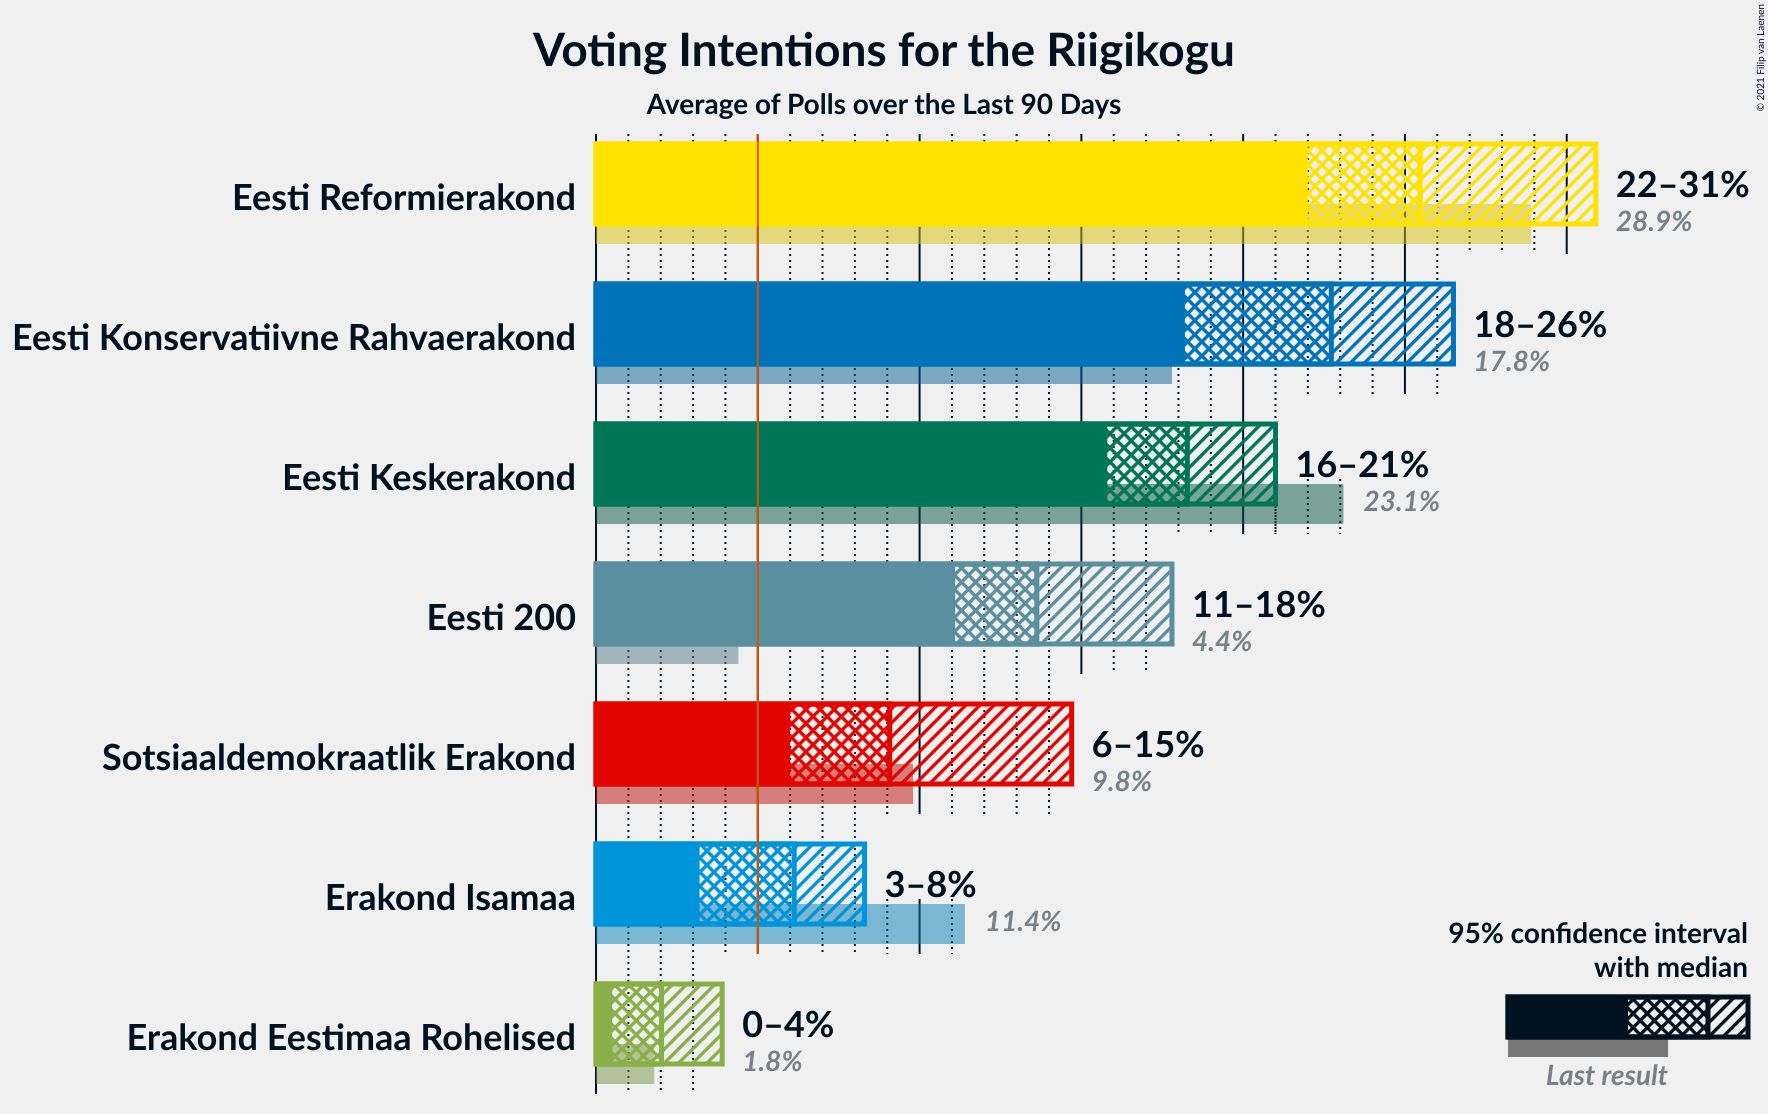 Voting Intentions for the Riigikogu
Average of Polls over the Last 90 Days
© 2021 Filip van Laenen
Eesti Reformierakond
22–31%
28.9%
Eesti Konservatiivne Rahvaerakond
18–26%
17.8%
Eesti Keskerakond
16–21%
23.1%
Eesti 200
11–18%
4.4%
Sotsiaaldemokraatlik Erakond
6–15%
9.8%
Erakond Isamaa
3–8%
11.4%
Erakond Eestimaa Rohelised
0–4%
1.8%
95% confidence interval
with median
Last result